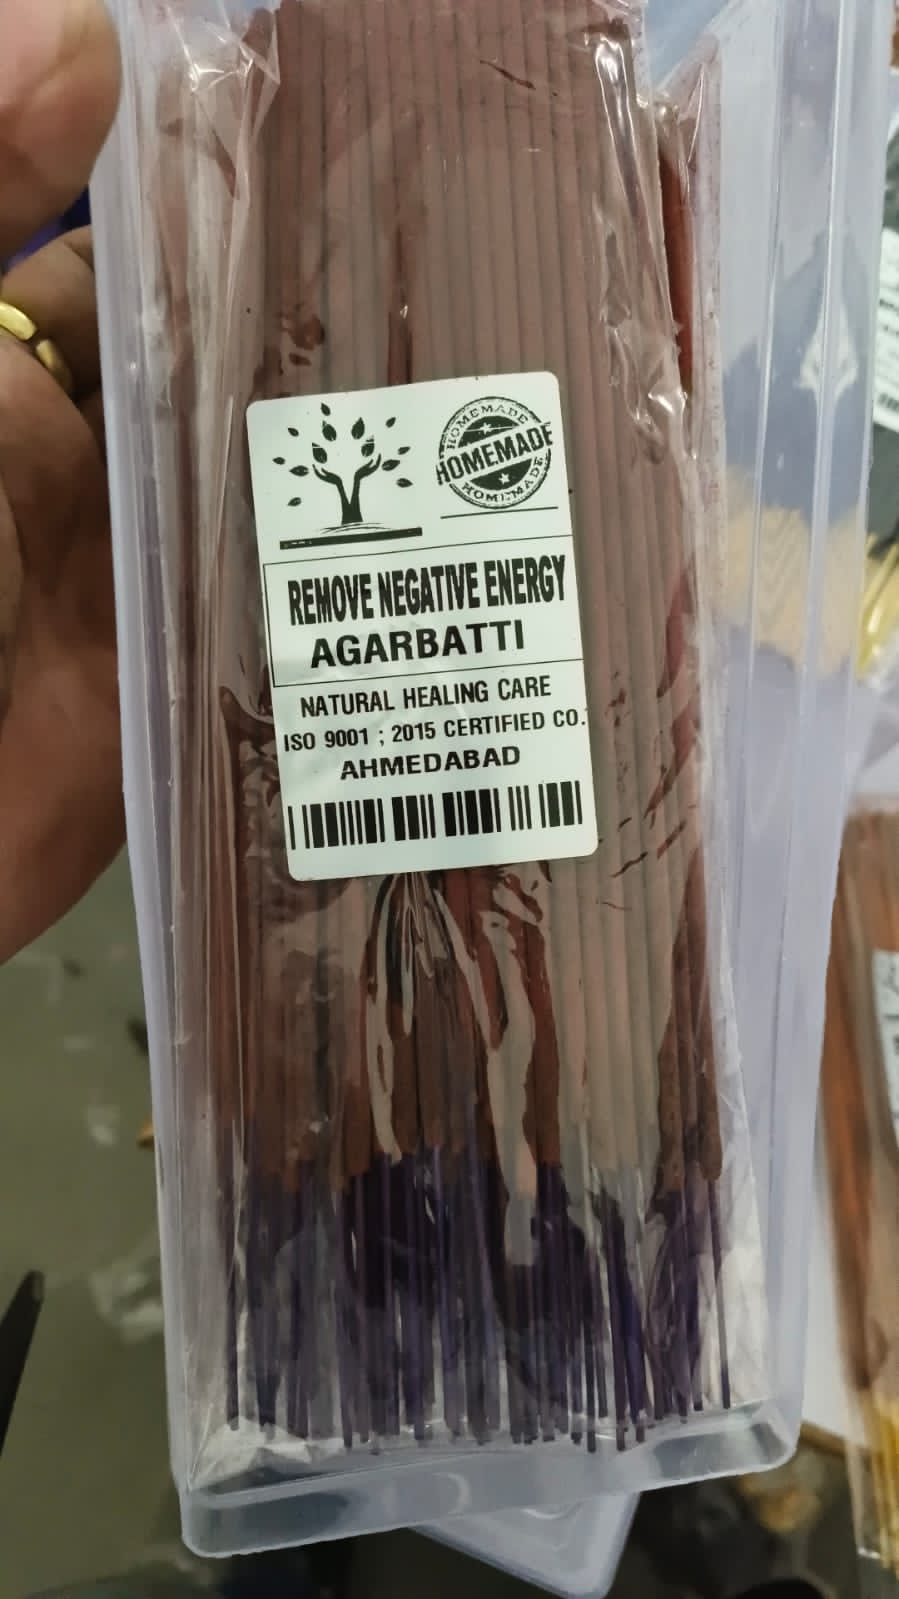 HOMEMADE
HOMEMADE
HOMEMADE
REMOVE NEGATIVE ENERGY
AGARBATTI
NATURAL HEALING CARE
ISO 9001 ; 2015 CERTIFIED CO.
AHMEDABAD